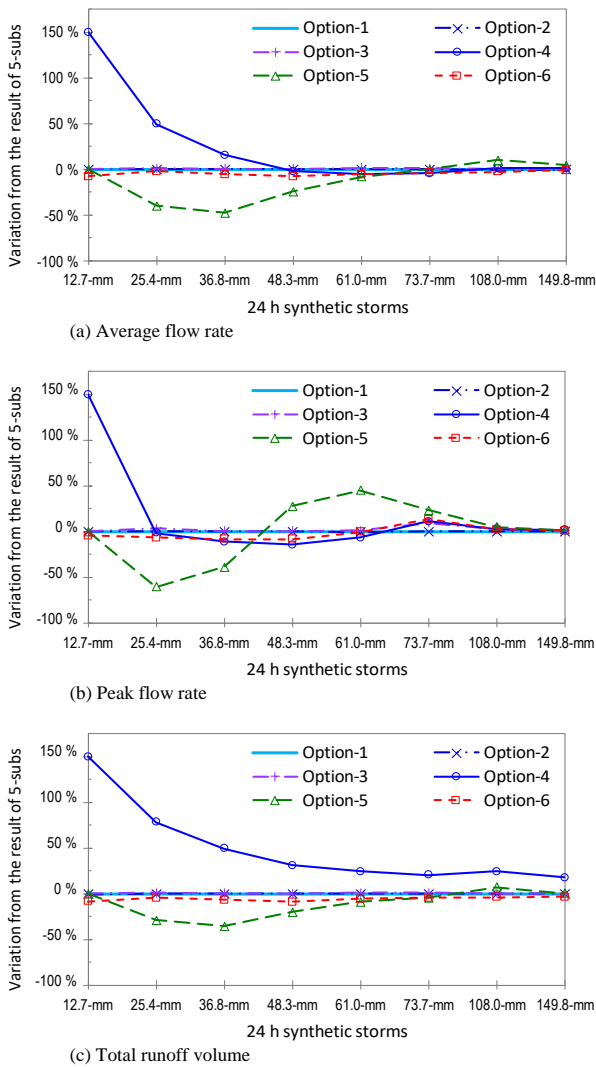 Variation from the result of 5-subs
150 %
100 %
50 %
0 %
-50 %
-100 %
Option-1 Option-2
Option-3 Option-4
Option-5 Option-6
12.7-mm 25.4-mm 36.8-mm 48.3-mm 61.0-mm 73.7-mm 108.0-mm 149.8-mm
24 h synthetic storms
(a) Average flow rate
Variation from the result of 5-subs
150 %
100 %
50 %
0 %
-50 %
-100 %
Option-1 Option-2
Option-3 Option-4
Option-5 Option-6
12.7-mm 25.4-mm 36.8-mm 48.3-mm 61.0-mm 73.7-mm 108.0-mm 149.8-mm
24 h synthetic storms
(b) Peak flow rate
Variation from the result of 5-subs
150 %
100 %
50 %
0 %
-50 %
-100 %
Option-1 Option-2
Option-3 Option-4
Option-5 Option-6
12.7-mm 25.4-mm 36.8-mm 48.3-mm 61.0-mm 73.7-mm 108.0-mm 149.8-mm
24 h synthetic storms
(c) Total runoff volume